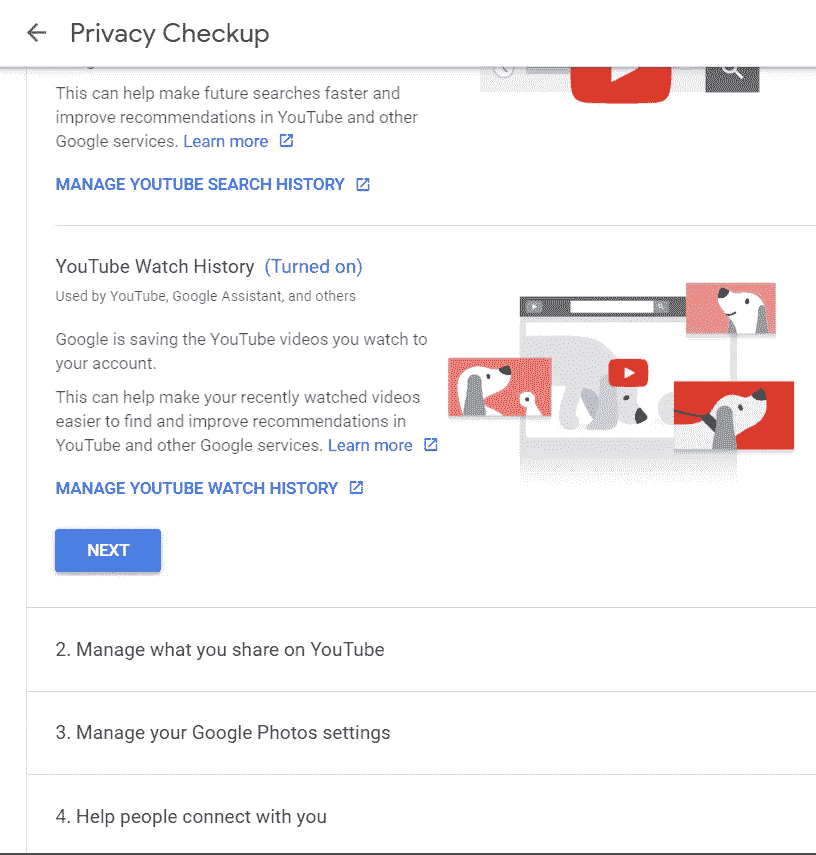 Privacy Checkup
This can help make future searches faster and
improve recommendations in YouTube and other
Google services. Learn more
MANAGE YOUTUBE SEARCH HISTORY
YouTube Watch History (Turned on)
Used by YouTube, Google Assistant, and others
Google is saving the YouTube videos you watch to
your account.
This can help make your recently watched videos
easier to find and improve recommendations in
YouTube and other Google services. Learn more
MANAGE YOUTUBE WATCH HISTORY
NEXT
2. Manage what you share on YouTube
3. Manage your Google Photos settings
4. Help people connect with you